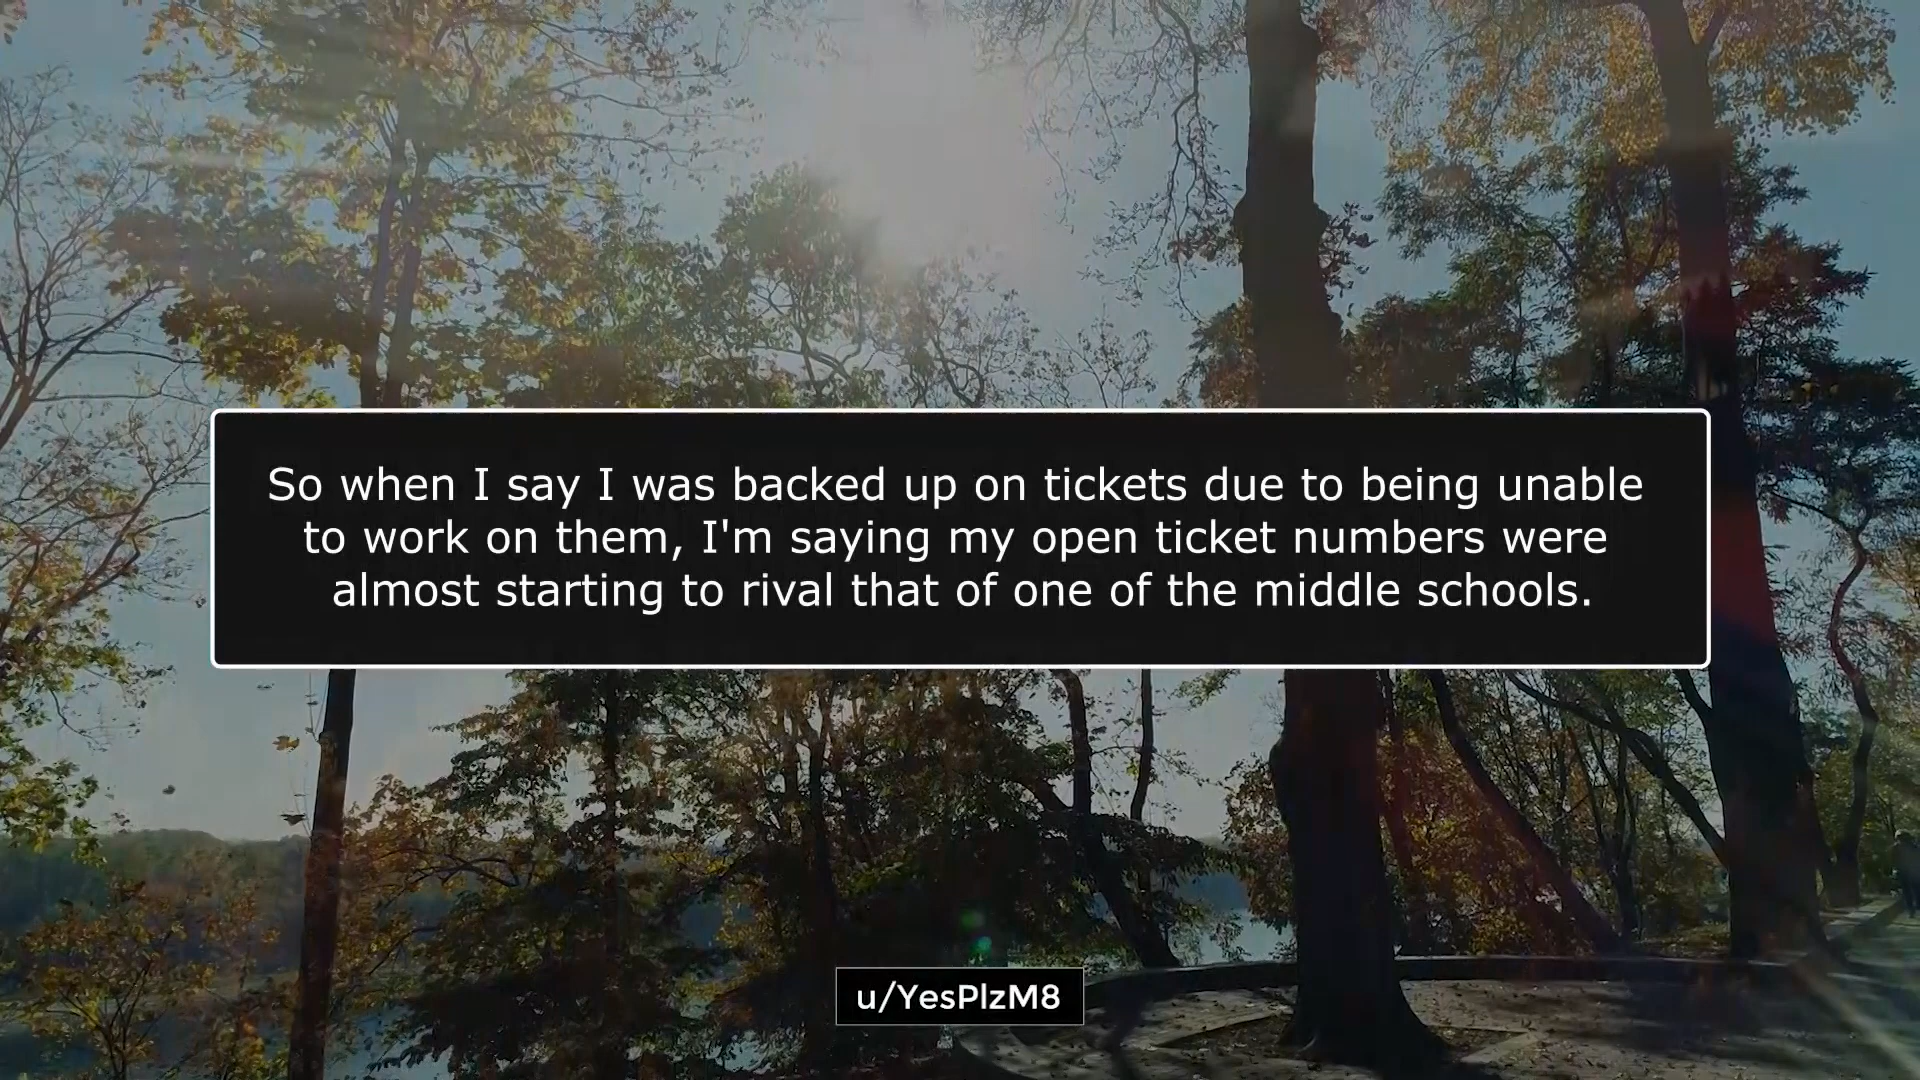 So when I say I was backed up on tickets due to being unable
to work on them, I'm saying my open ticket numbers were
almost starting to rival that of one of the middle schools.
u/YesPlzM8